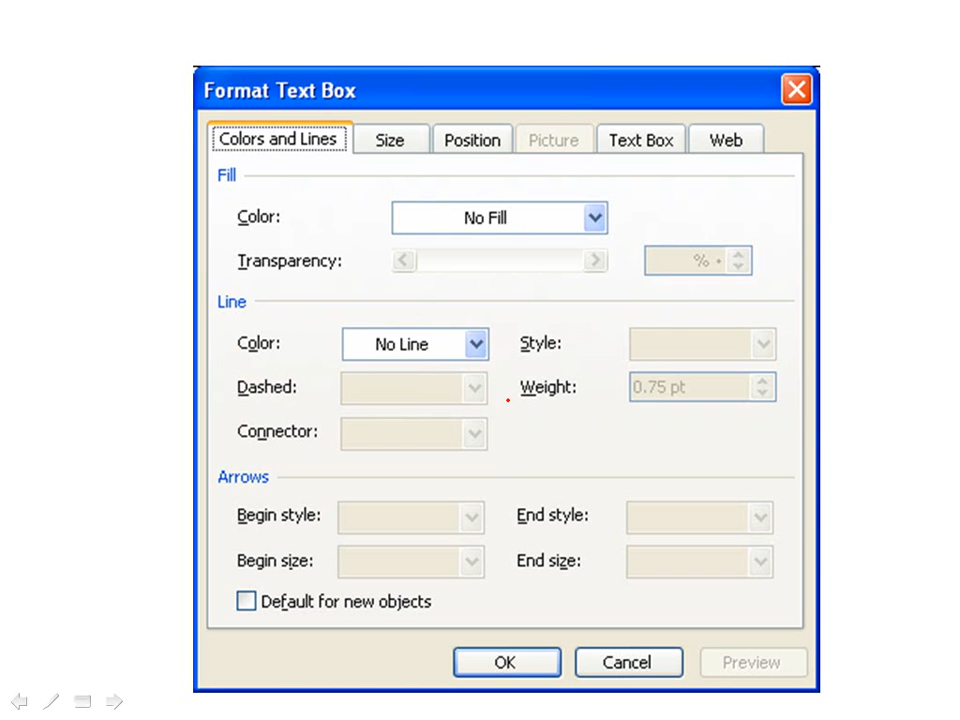 Format Text Box
Colors and Lines Size Position Picture Text Box Web
Fill
Color: No Fill
Transparency: % 
Line
Color: No Line Style:
Dashed: Weight: 0.75 pt
Connector:
Arrows
Begin style: End style:
Begin size: End size:
Default for new objects
OK Cancel Preview